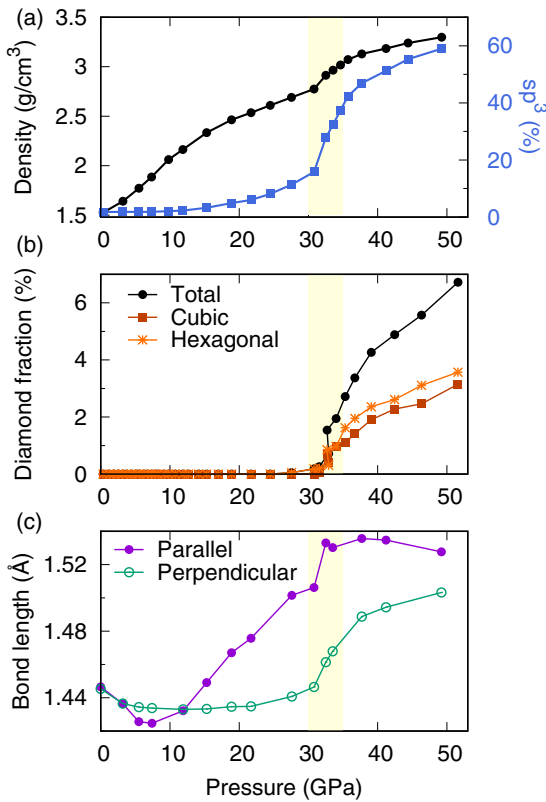 (a)
Density (g/cm³)
3.5
3
2.5
2
1.5
60
40
20
0
sp³ (%)
0 10 20 30 40 50
(b)
Diamond fraction (%)
6
4
2
0
Total
Cubic
Hexagonal
0 10 20 30 40 50
(c)
Bond length (Å)
1.52
1.48
1.44
Parallel
Perpendicular
0 10 20 30 40 50
Pressure (GPa)